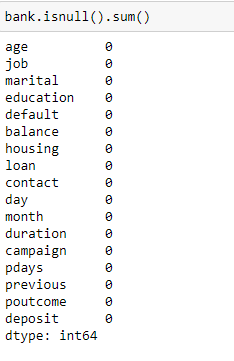 bank.isnull().sum()
age 0
job 0
marital 0
education 0
default 0
balance 0
housing 0
loan 0
contact 0
day 0
month 0
duration 0
campaign 0
pdays 0
previous 0
poutcome 0
deposit 0
dtype: int64